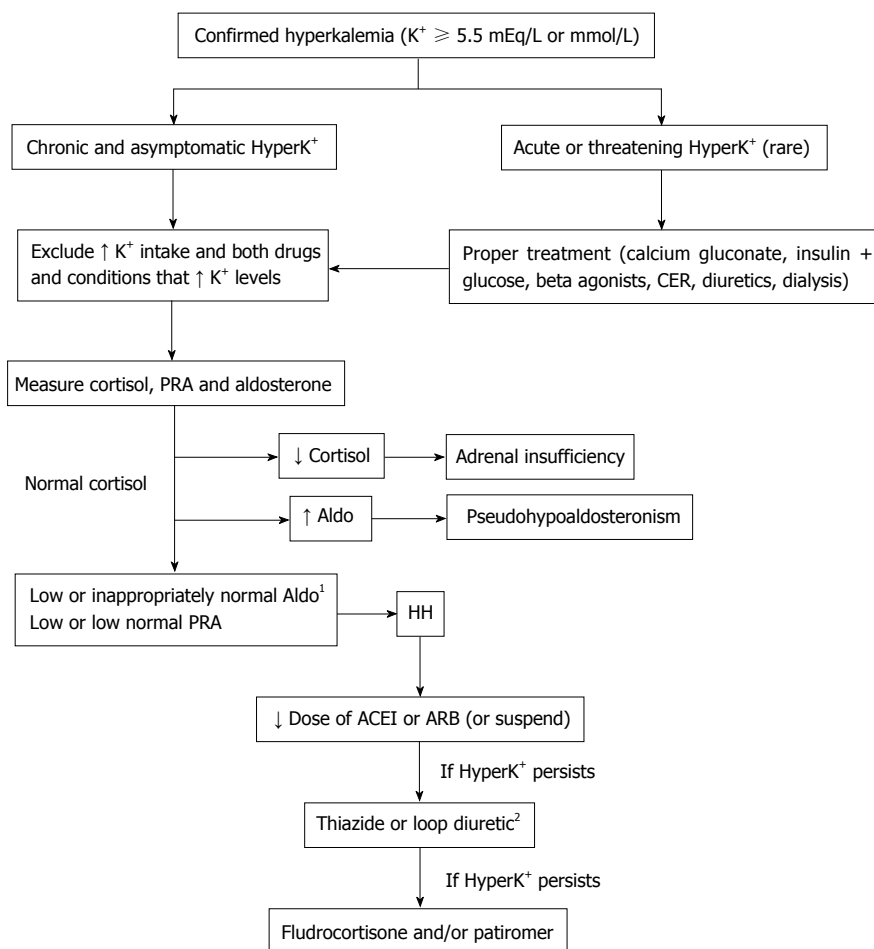 Confirmed hyperkalemia (K⁺ ⩾ 5.5 mEq/L or mmol/L)
Chronic and asymptomatic HyperK⁺
Acute or threatening HyperK⁺ (rare)
Exclude ↑ K⁺ intake and both drugs
and conditions that ↑ K⁺ levels
Proper treatment (calcium gluconate, insulin +
glucose, beta agonists, CER, diuretics, dialysis)
Measure cortisol, PRA and aldosterone
↓ Cortisol
Adrenal insufficiency
Normal cortisol
↑ Aldo
Pseudohypoaldosteronism
Low or inappropriately normal Aldo¹
Low or low normal PRA
HH
↓ Dose of ACEI or ARB (or suspend)
If HyperK⁺ persists
Thiazide or loop diuretic²
If HyperK⁺ persists
Fludrocortisone and/or patiromer